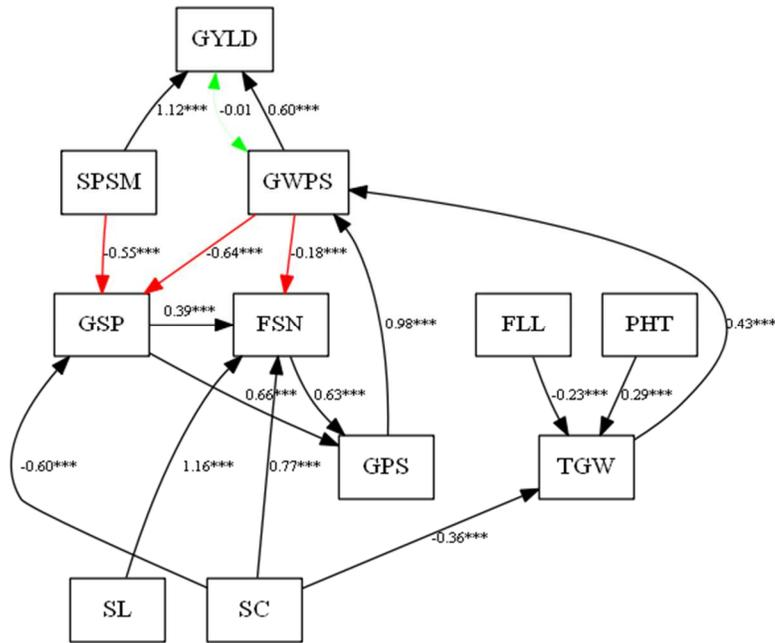 GYLD
1.12***
-0.01
0.60***
SPSM
GWPS
-0.55***
-0.64***
-0.18***
GSP
0.39***
FSN
FLL
PHT
0.98***
0.43***
0.66***
0.63***
-0.23***
0.29***
-0.60***
1.16***
0.77***
GPS
TGW
-0.36***
SL
SC